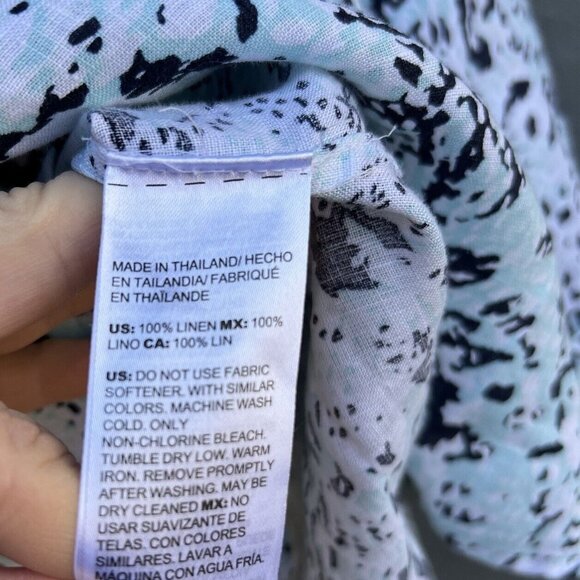 MADE IN THAILAND/ HECHO
EN TAILANDIA/ FABRIQUÉ
EN THAÏLANDE
US: 100% LINEN MX: 100%
LINO CA: 100% LIN
US: DO NOT USE FABRIC
SOFTENER. WITH SIMILAR
COLORS. MACHINE WASH
COLD. ONLY
NON-CHLORINE BLEACH.
TUMBLE DRY LOW. WARM
IRON. REMOVE PROMPTLY
AFTER WASHING. MAY BE
DRY CLEANED MX: NO
USAR SUAVIZANTE DE
TELAS. CON COLORES
SIMILARES. LAVAR A
MÁQUINA CON AGUA FRÍA.